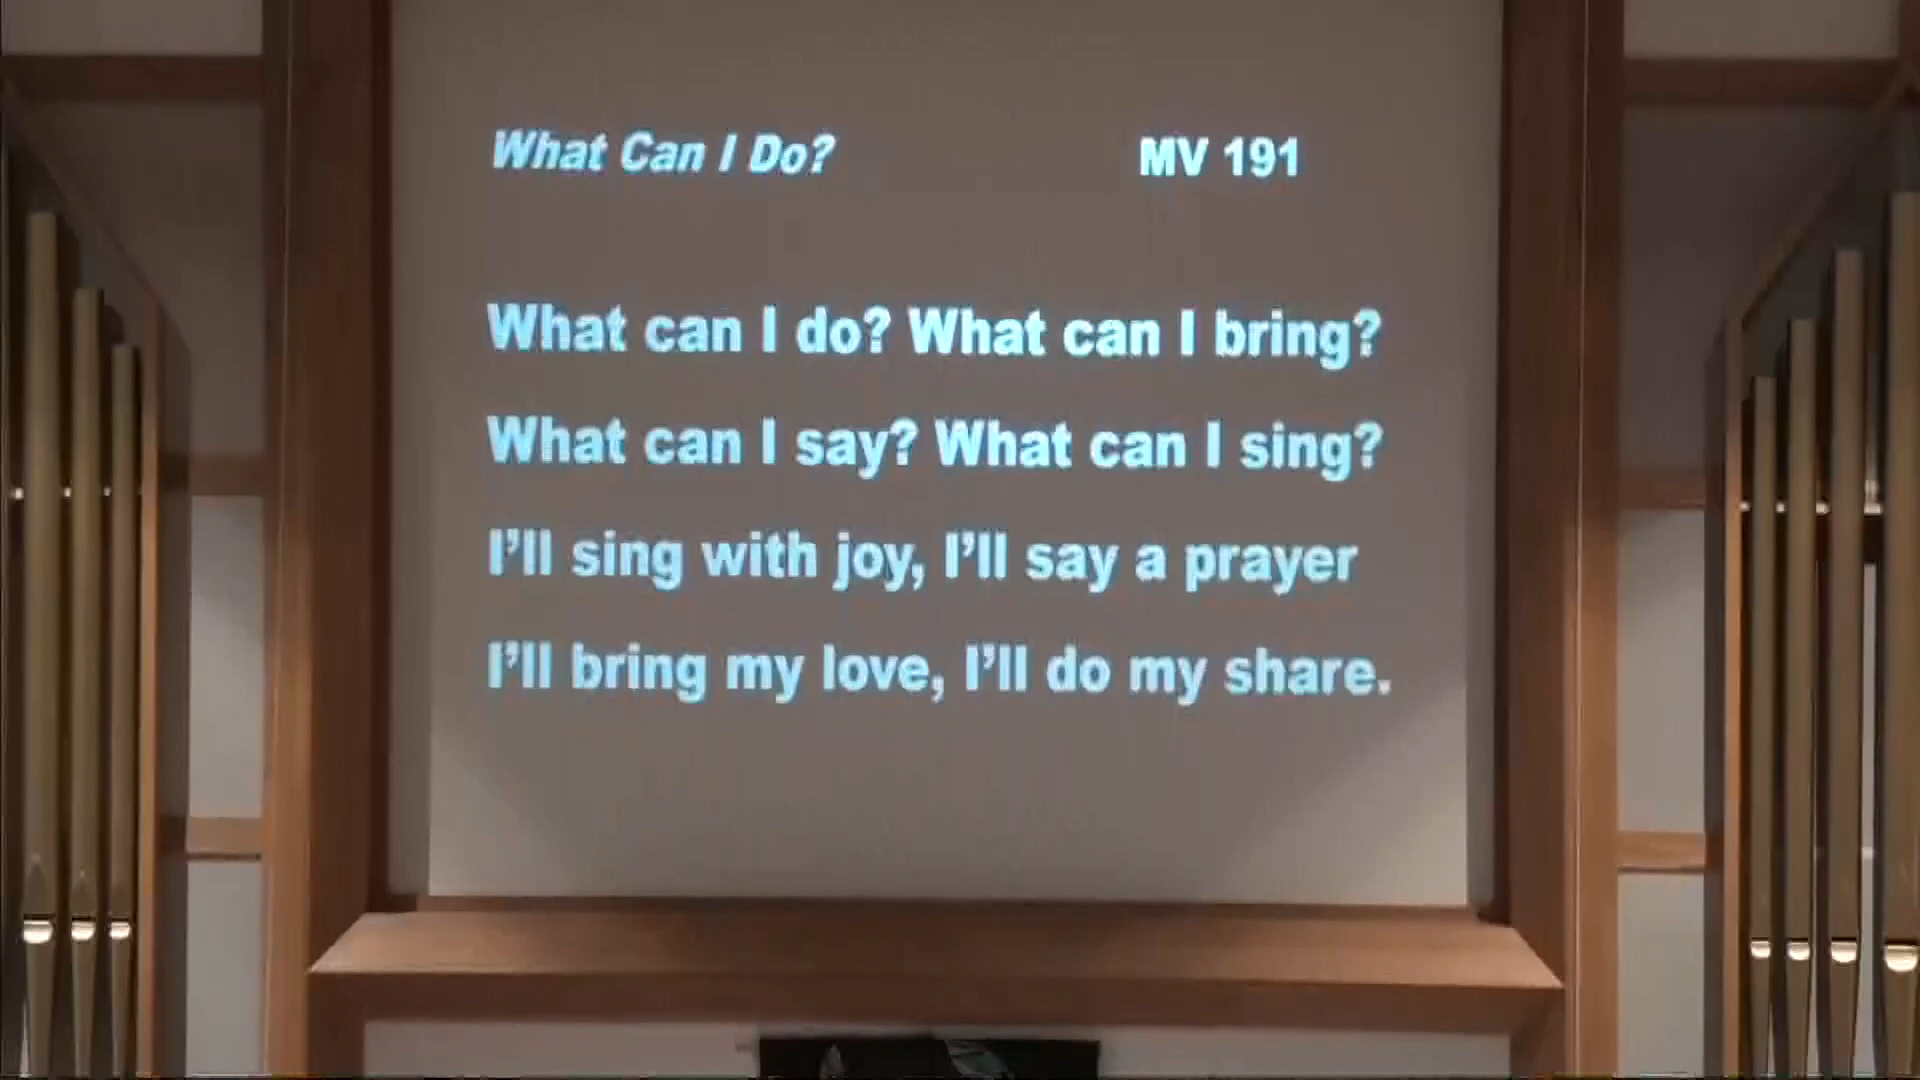 What Can I Do? MV 191
What can I do? What can I bring?
What can I say? What can I sing?
I’ll sing with joy, I’ll say a prayer
I’ll bring my love, I’ll do my share.